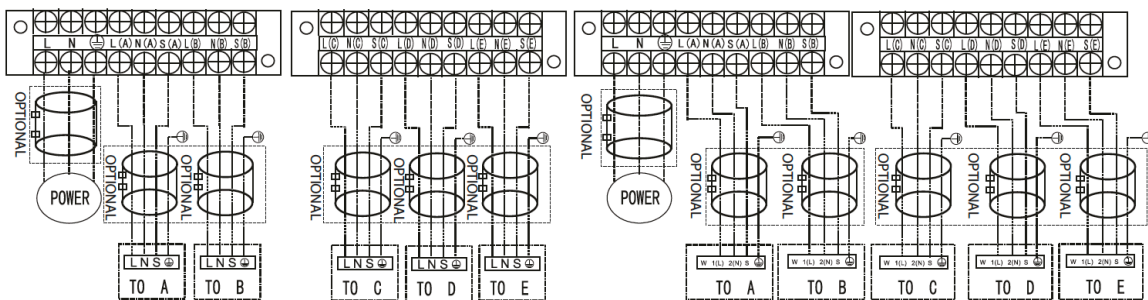 L N ⏚ L(A) N(A) S(A) L(B) N(B) S(B)
L(C) N(C) S(C) L(D) N(D) S(D) L(E) N(E) S(E)
L N ⏚ L(A) N(A) S(A) L(B) N(B) S(B)
L(C) N(C) S(C) L(D) N(D) S(D) L(E) N(E) S(E)
OPTIONAL
OPTIONAL
OPTIONAL
OPTIONAL
OPTIONAL
OPTIONAL
OPTIONAL
OPTIONAL
OPTIONAL
OPTIONAL
OPTIONAL
OPTIONAL
POWER
POWER
L N S ⏚
L N S ⏚
L N S ⏚
L N S ⏚
L N S ⏚
W 1(L) 2(N) S ⏚
W 1(L) 2(N) S ⏚
W 1(L) 2(N) S ⏚
W 1(L) 2(N) S ⏚
W 1(L) 2(N) S ⏚
TO A
TO B
TO C
TO D
TO E
TO A
TO B
TO C
TO D
TO E